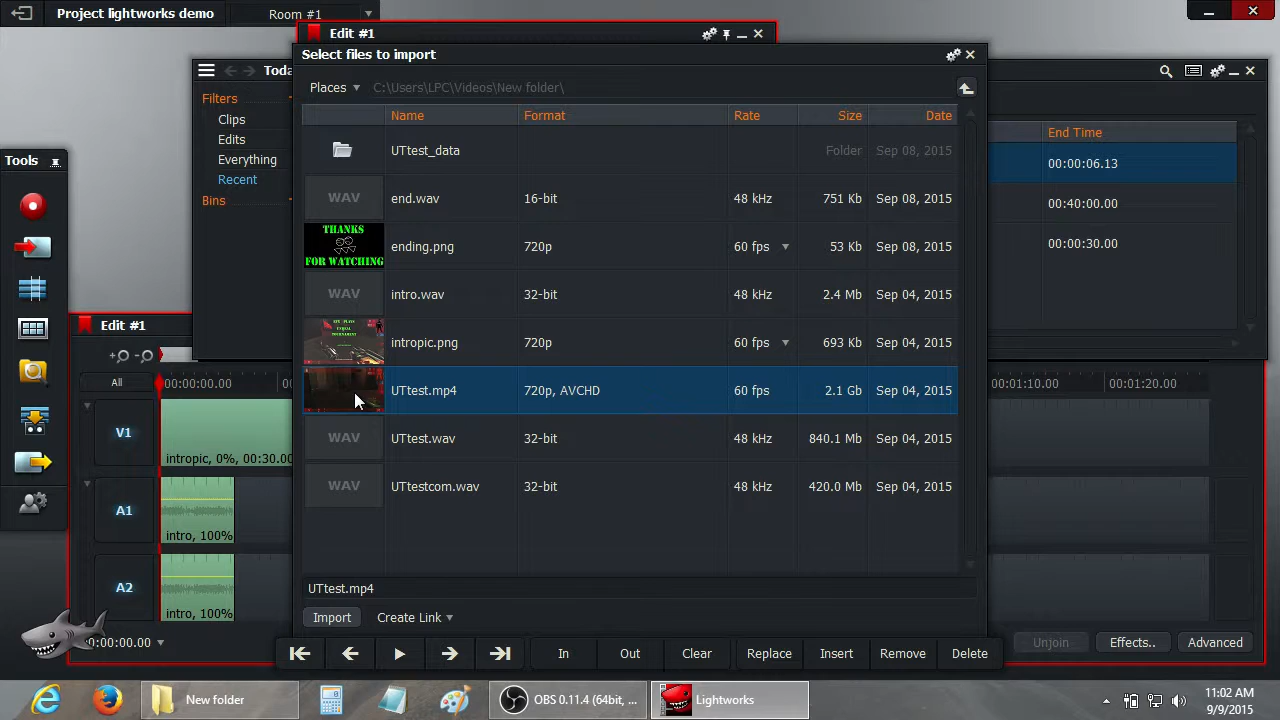 Project lightworks demo
Room #1
Edit #1
Select files to import
Toda
Places
C:\Users\LPC\Videos\New folder\
Filters
Clips
Edits
Everything
Recent
Bins
Tools
Name Format Rate Size Date
UTtest_data Folder Sep 08, 2015
WAV end.wav 16-bit 48 kHz 751 Kb Sep 08, 2015
THANKS
FOR WATCHING
ending.png 720p 60 fps 53 Kb Sep 08, 2015
WAV intro.wav 32-bit 48 kHz 2.4 Mb Sep 04, 2015
intropic.png 720p 60 fps 693 Kb Sep 04, 2015
UTtest.mp4 720p, AVCHD 60 fps 2.1 Gb Sep 04, 2015
WAV UTtest.wav 32-bit 48 kHz 840.1 Mb Sep 04, 2015
WAV UTtestcom.wav 32-bit 48 kHz 420.0 Mb Sep 04, 2015
UTtest.mp4
Import Create Link
End Time
00:00:06.13
00:40:00.00
00:00:30.00
Edit #1
All 00:00:00.00 00:01:10.00 00:01:20.00
V1
intropic, 0%, 00:30.00
A1
intro, 100%
A2
intro, 100%
0:00:00.00
Unjoin Effects.. Advanced
In Out Clear Replace Insert Remove Delete
New folder
OBS 0.11.4 (64bit, ...
Lightworks
11:02 AM
9/9/2015